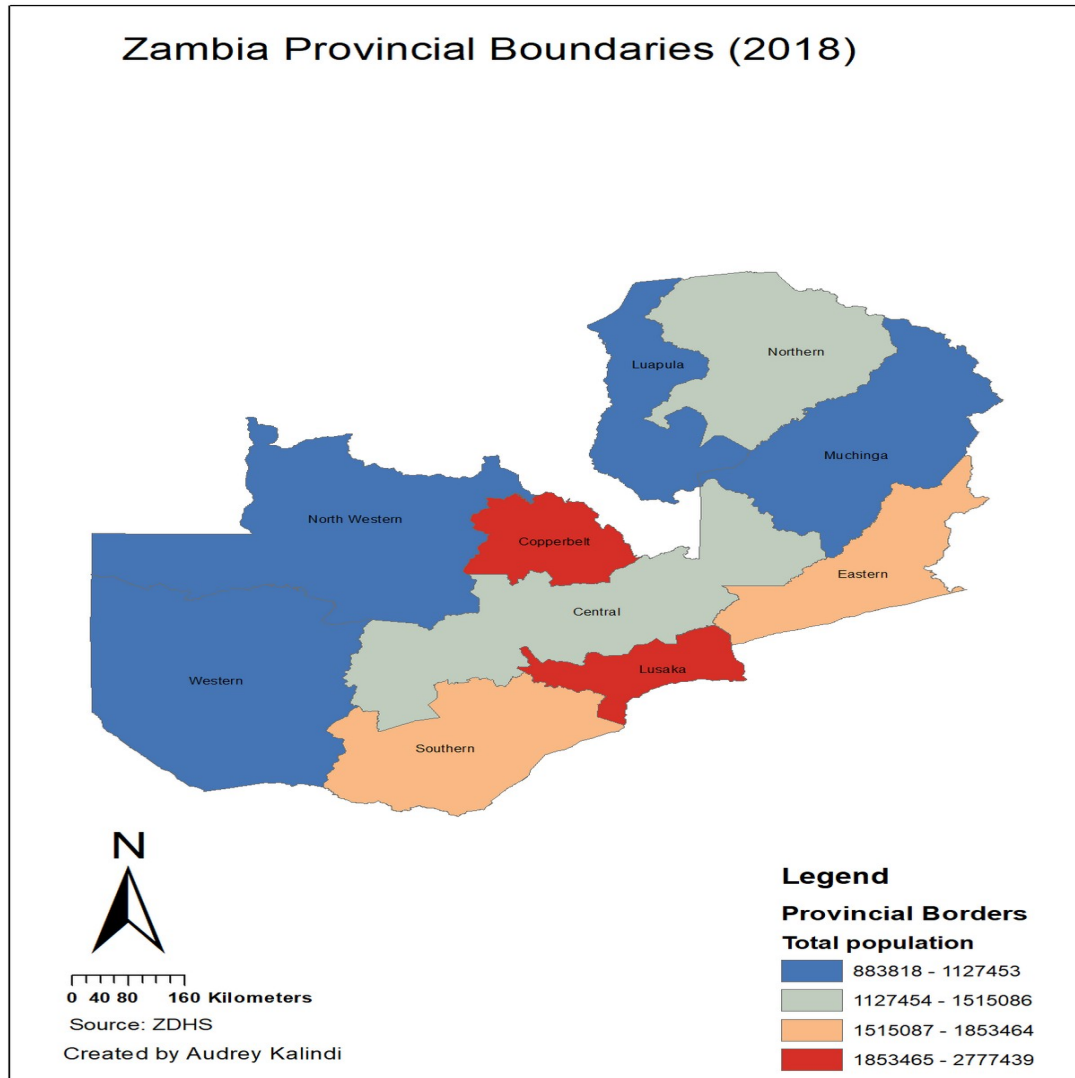 Zambia Provincial Boundaries (2018)
Northern
Luapula
Muchinga
North Western
Copperbelt
Eastern
Central
Lusaka
Western
Southern
N
0 40 80 160 Kilometers
Source: ZDHS
Created by Audrey Kalindi
Legend
Provincial Borders
Total population
883818 - 1127453
1127454 - 1515086
1515087 - 1853464
1853465 - 2777439